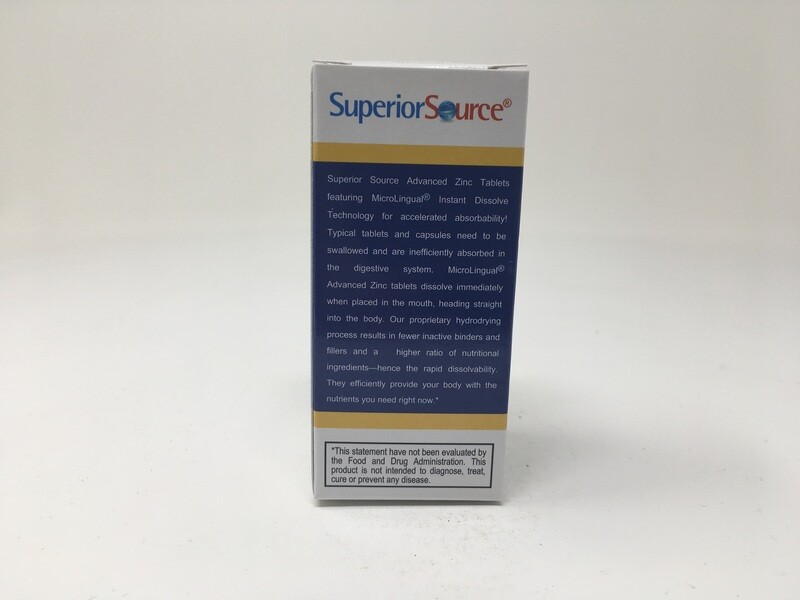 SuperiorSource®
Superior Source Advanced Zinc Tablets
featuring MicroLingual® Instant Dissolve
Technology for accelerated absorbability!
Typical tablets and capsules need to be
swallowed and are inefficiently absorbed in
the digestive system. MicroLingual®
Advanced Zinc tablets dissolve immediately
when placed in the mouth, heading straight
into the body. Our proprietary hydrodrying
process results in fewer inactive binders and
fillers and a higher ratio of nutritional
ingredients—hence the rapid dissolvability.
They efficiently provide your body with the
nutrients you need right now.*
*This statement have not been evaluated by
the Food and Drug Administration. This
product is not intended to diagnose, treat,
cure or prevent any disease.